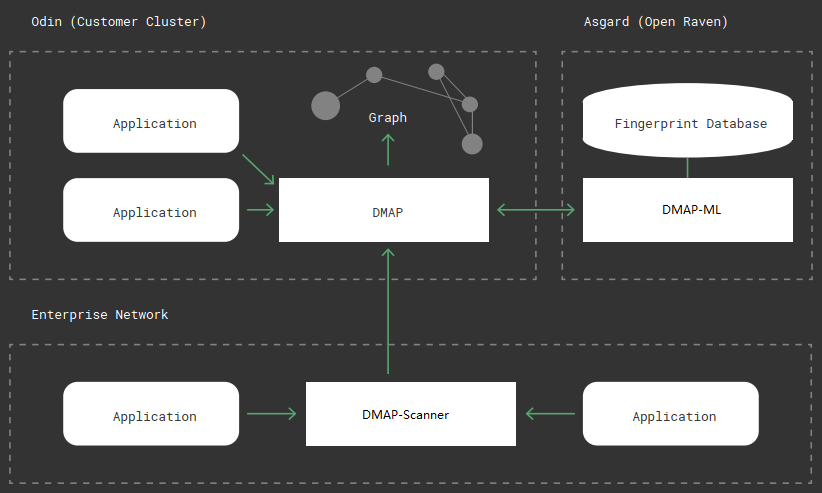 Odin (Customer Cluster)
Asgard (Open Raven)
Application
Graph
Fingerprint Database
Application
DMAP
DMAP-ML
Enterprise Network
Application
DMAP-Scanner
Application